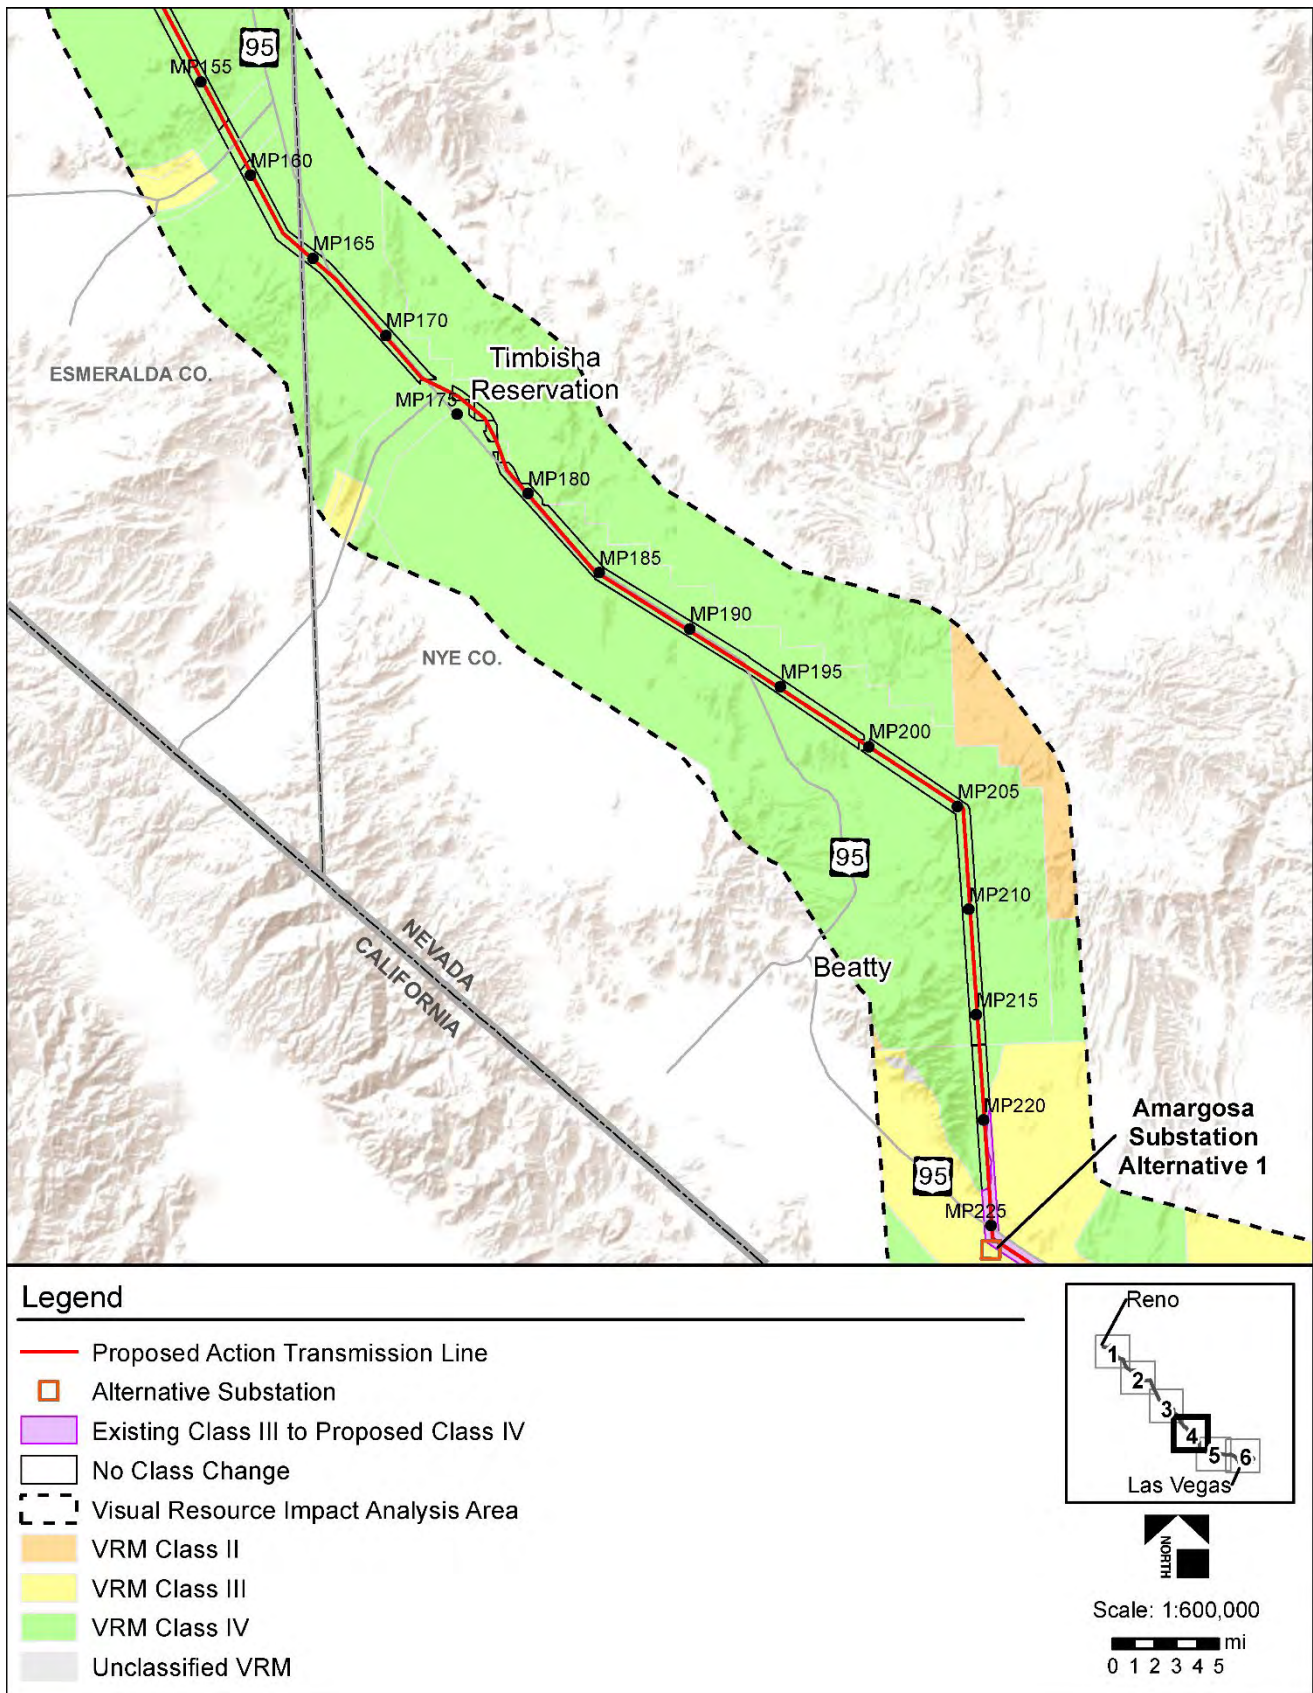 95
MP155
MP160
MP165
MP170
ESMERALDA CO.
Timbisha
Reservation
MP175
MP180
MP185
MP190
NYE CO.
MP195
MP200
MP205
95
MP210
NEVADA
CALIFORNIA
Beatty
MP215
MP220
Amargosa
Substation
Alternative 1
95
MP225
Legend
Proposed Action Transmission Line
Alternative Substation
Existing Class III to Proposed Class IV
No Class Change
Visual Resource Impact Analysis Area
VRM Class II
VRM Class III
VRM Class IV
Unclassified VRM
Reno
1
2
3
4
5
6
Las Vegas
NORTH
Scale: 1:600,000
mi
0 1 2 3 4 5